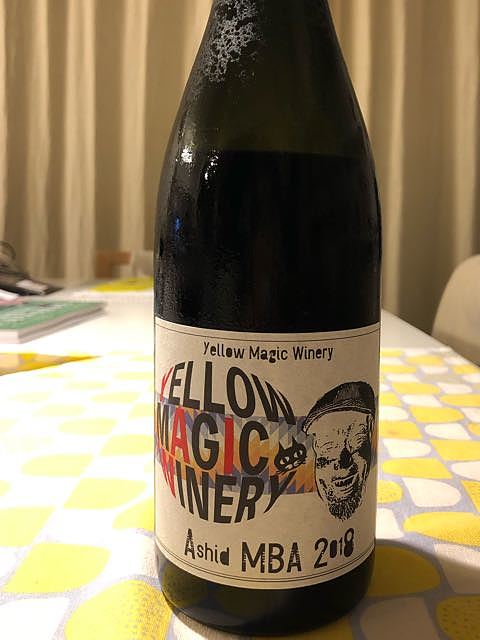 Yellow Magic Winery
YELLOW
MAGIC
WINERY
Ashid MBA 2018